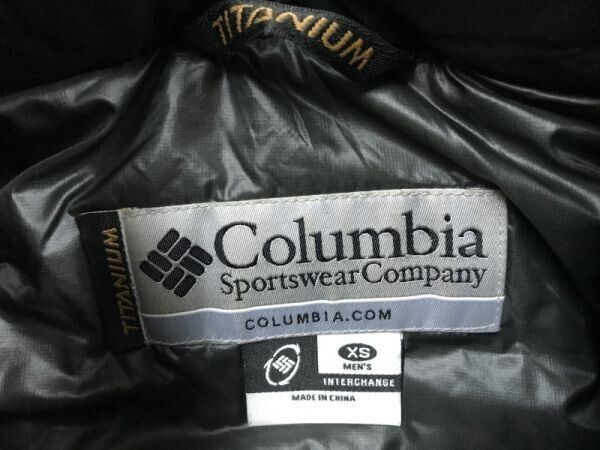 TITANIUM
TITANIUM
Columbia
Sportswear Company
COLUMBIA.COM
XS
MEN'S
INTERCHANGE
MADE IN CHINA